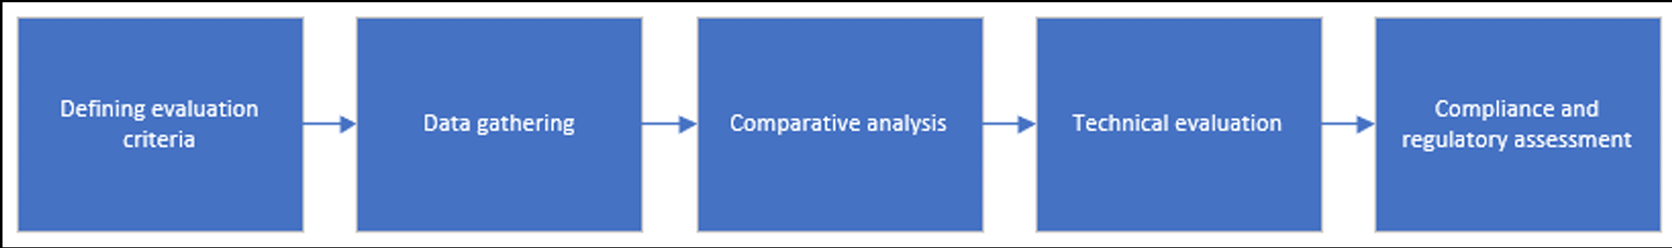 Defining evaluation
criteria
Data gathering
Comparative analysis
Technical evaluation
Compliance and
regulatory assessment